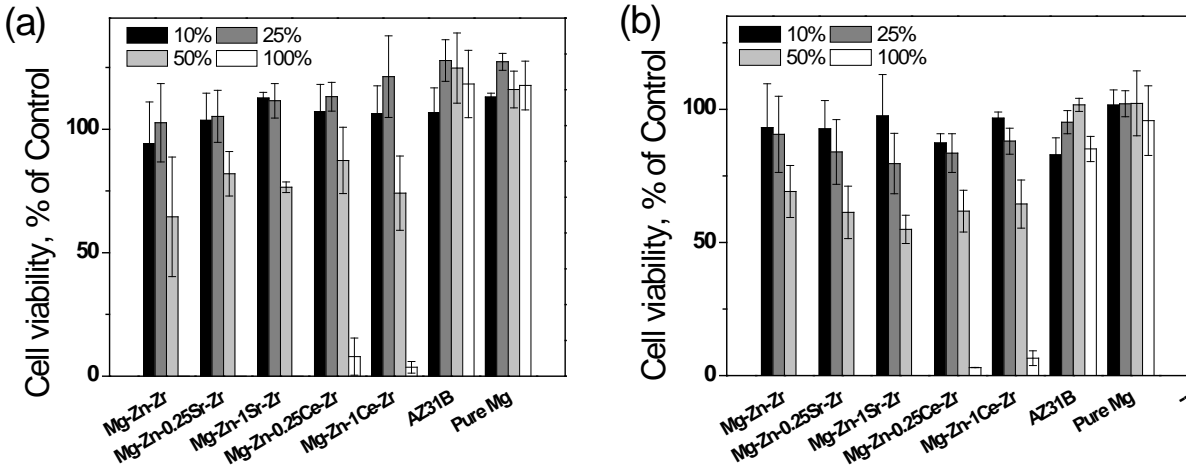 (a)
10% 25%
50% 100%
Cell viability, % of Control
100
50
0
Mg-Zn-Zr
Mg-Zn-0.25Sr-Zr
Mg-Zn-1Sr-Zr
Mg-Zn-0.25Ce-Zr
Mg-Zn-1Ce-Zr
AZ31B
Pure Mg
(b)
10% 25%
50% 100%
Cell viability, % of Control
100
50
0
Mg-Zn-Zr
Mg-Zn-0.25Sr-Zr
Mg-Zn-1Sr-Zr
Mg-Zn-0.25Ce-Zr
Mg-Zn-1Ce-Zr
AZ31B
Pure Mg
--